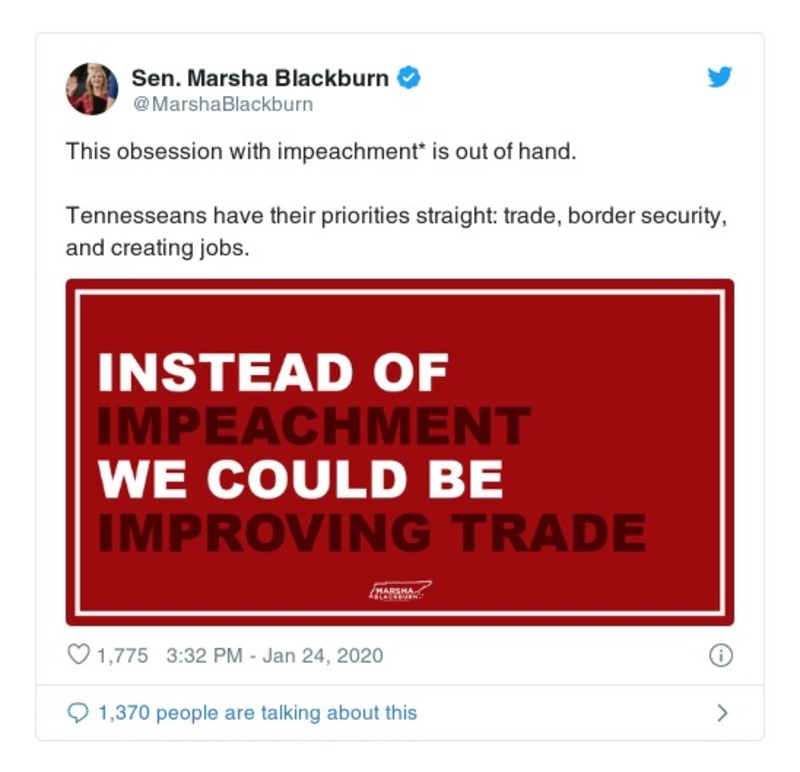 Sen. Marsha Blackburn
@MarshaBlackburn
This obsession with impeachment* is out of hand.
Tennesseans have their priorities straight: trade, border security,
and creating jobs.
INSTEAD OF
IMPEACHMENT
WE COULD BE
IMPROVING TRADE
MARSHA
BLACKBURN
1,775 3:32 PM - Jan 24, 2020
1,370 people are talking about this